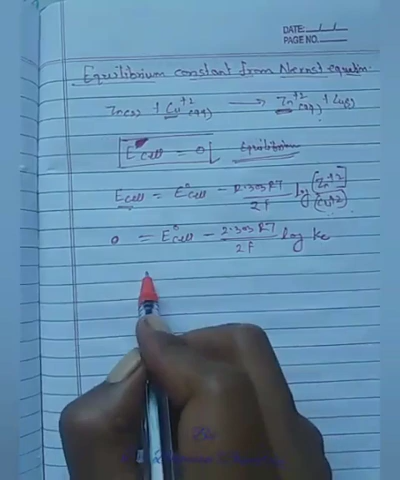 DATE: / /
PAGE NO.
Equilibrium constant from Nernst equation.
Zn(s) + Cu+2(aq) → Zn+2(aq) + Cu(s)
Ecell = 0 Equilibrium
Ecell = E°cell - 2.303RT/2F log [Zn+2]/[Cu+2]
0 = E°cell - 2.303RT/2F log Kc
By